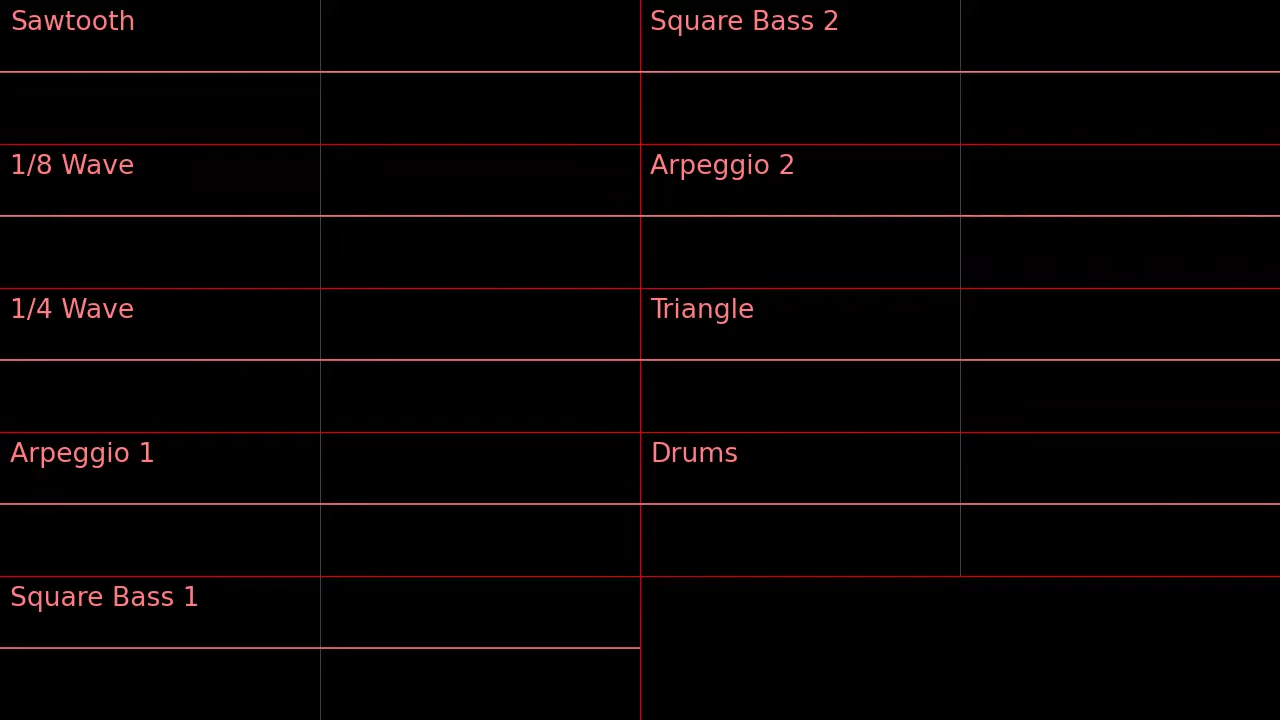 Sawtooth
1/8 Wave
1/4 Wave
Arpeggio 1
Square Bass 1
Square Bass 2
Arpeggio 2
Triangle
Drums